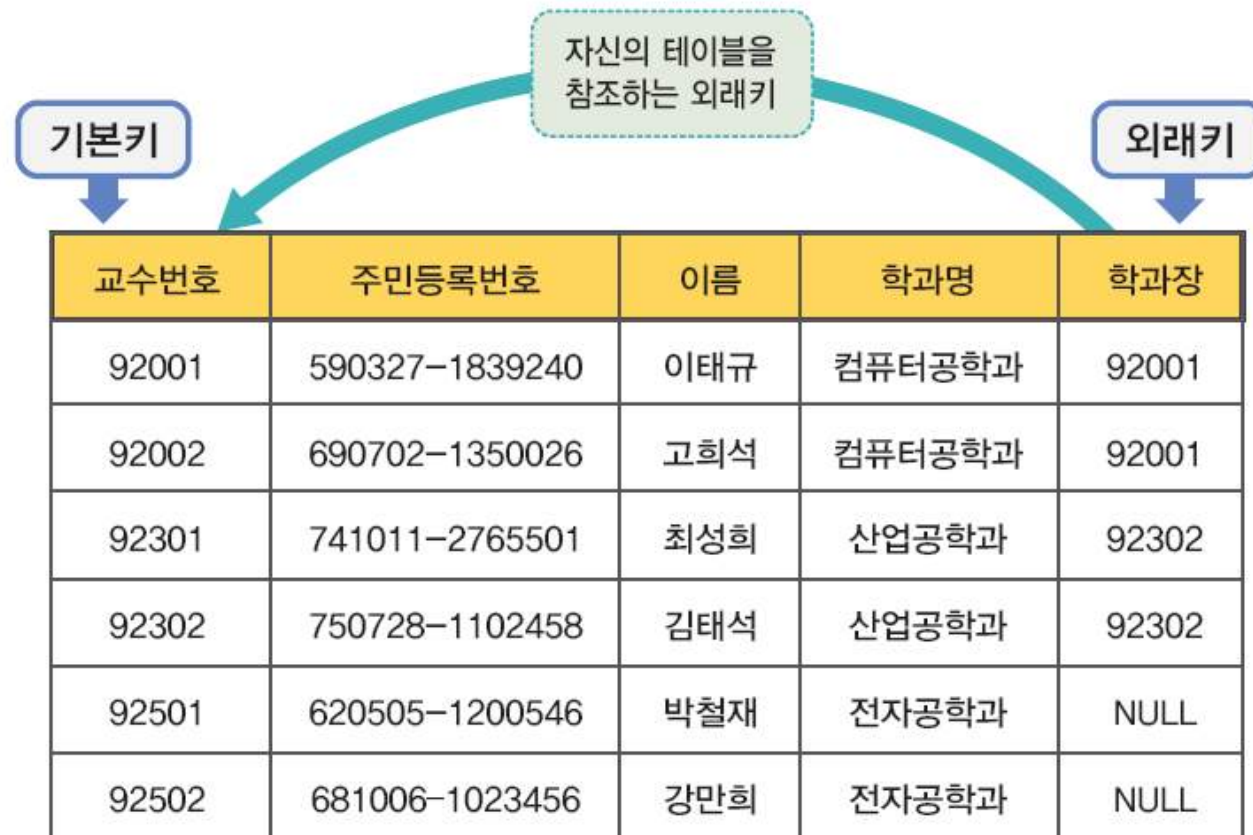 자신의 테이블을
참조하는 외래키
기본키
외래키
교수번호 주민등록번호 이름 학과명 학과장
92001 590327-1839240 이태규 컴퓨터공학과 92001
92002 690702-1350026 고희석 컴퓨터공학과 92001
92301 741011-2765501 최성희 산업공학과 92302
92302 750728-1102458 김태석 산업공학과 92302
92501 620505-1200546 박철재 전자공학과 NULL
92502 681006-1023456 강만희 전자공학과 NULL